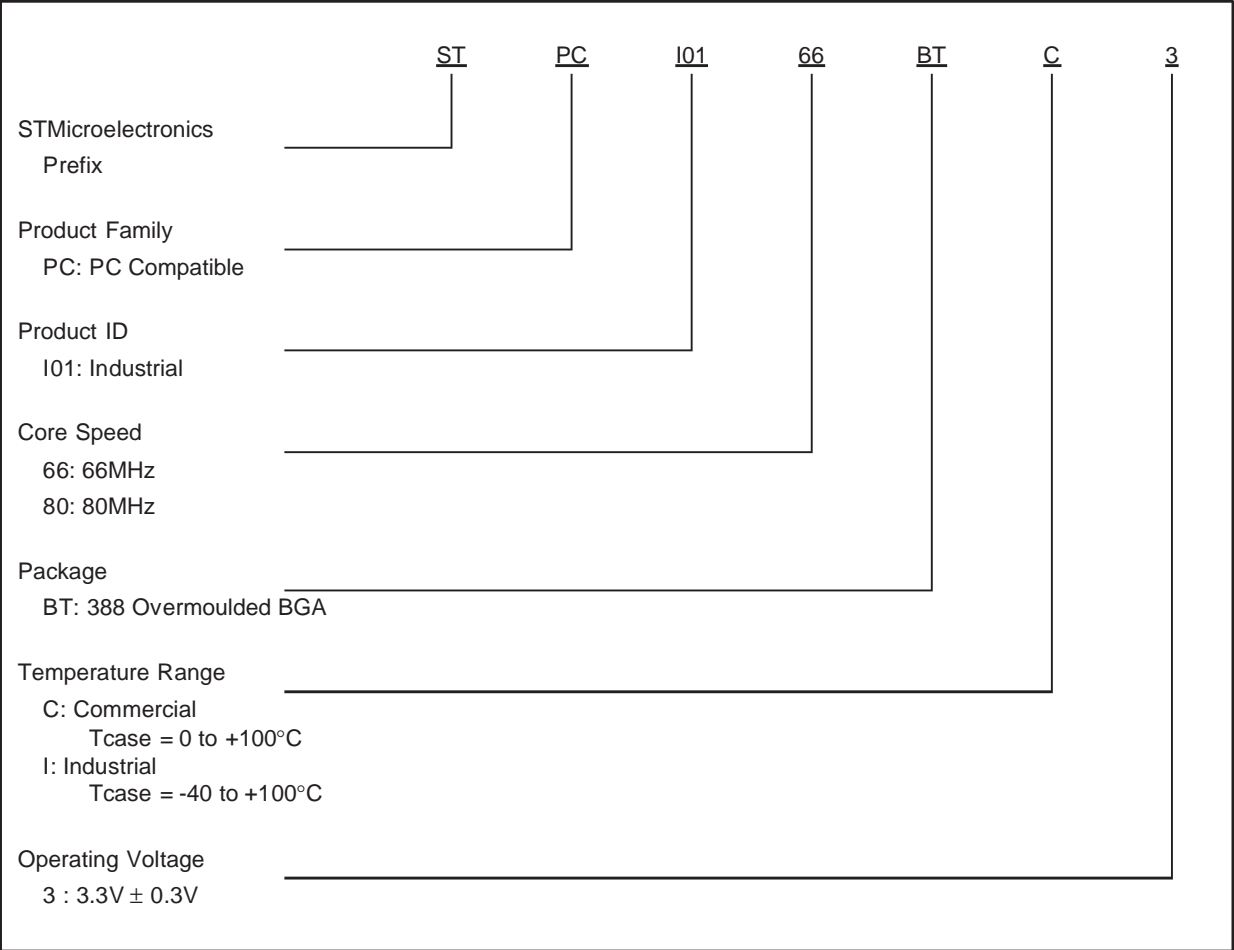 ST PC I01 66 BT C 3
STMicroelectronics
Prefix
Product Family
PC: PC Compatible
Product ID
I01: Industrial
Core Speed
66: 66MHz
80: 80MHz
Package
BT: 388 Overmoulded BGA
Temperature Range
C: Commercial
Tcase = 0 to +100°C
I: Industrial
Tcase = -40 to +100°C
Operating Voltage
3 : 3.3V ± 0.3V